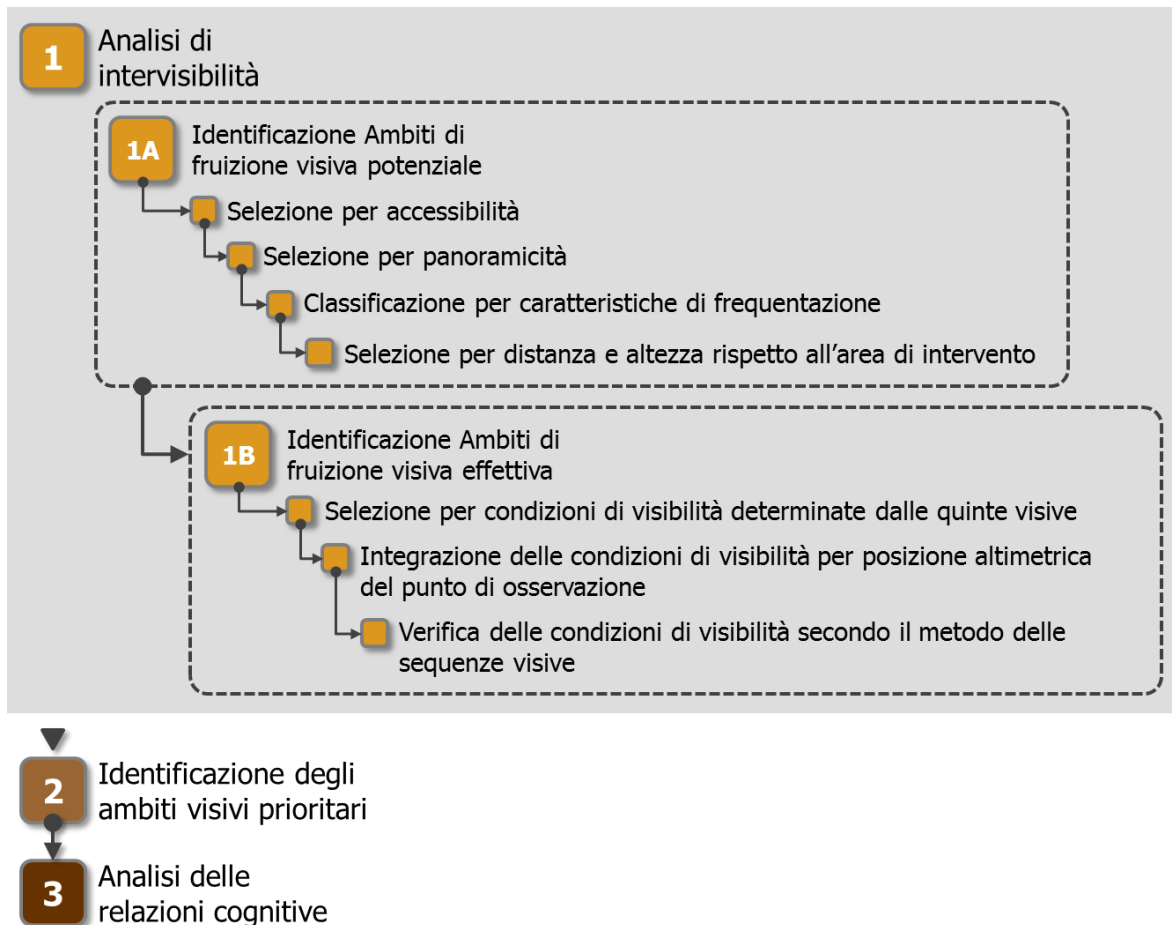 1
Analisi di
intervisibilità
1A
Identificazione Ambiti di
fruizione visiva potenziale
Selezione per accessibilità
Selezione per panoramicità
Classificazione per caratteristiche di frequentazione
Selezione per distanza e altezza rispetto all’area di intervento
1B
Identificazione Ambiti di
fruizione visiva effettiva
Selezione per condizioni di visibilità determinate dalle quinte visive
Integrazione delle condizioni di visibilità per posizione altimetrica
del punto di osservazione
Verifica delle condizioni di visibilità secondo il metodo delle
sequenze visive
2
Identificazione degli
ambiti visivi prioritari
3
Analisi delle
relazioni cognitive